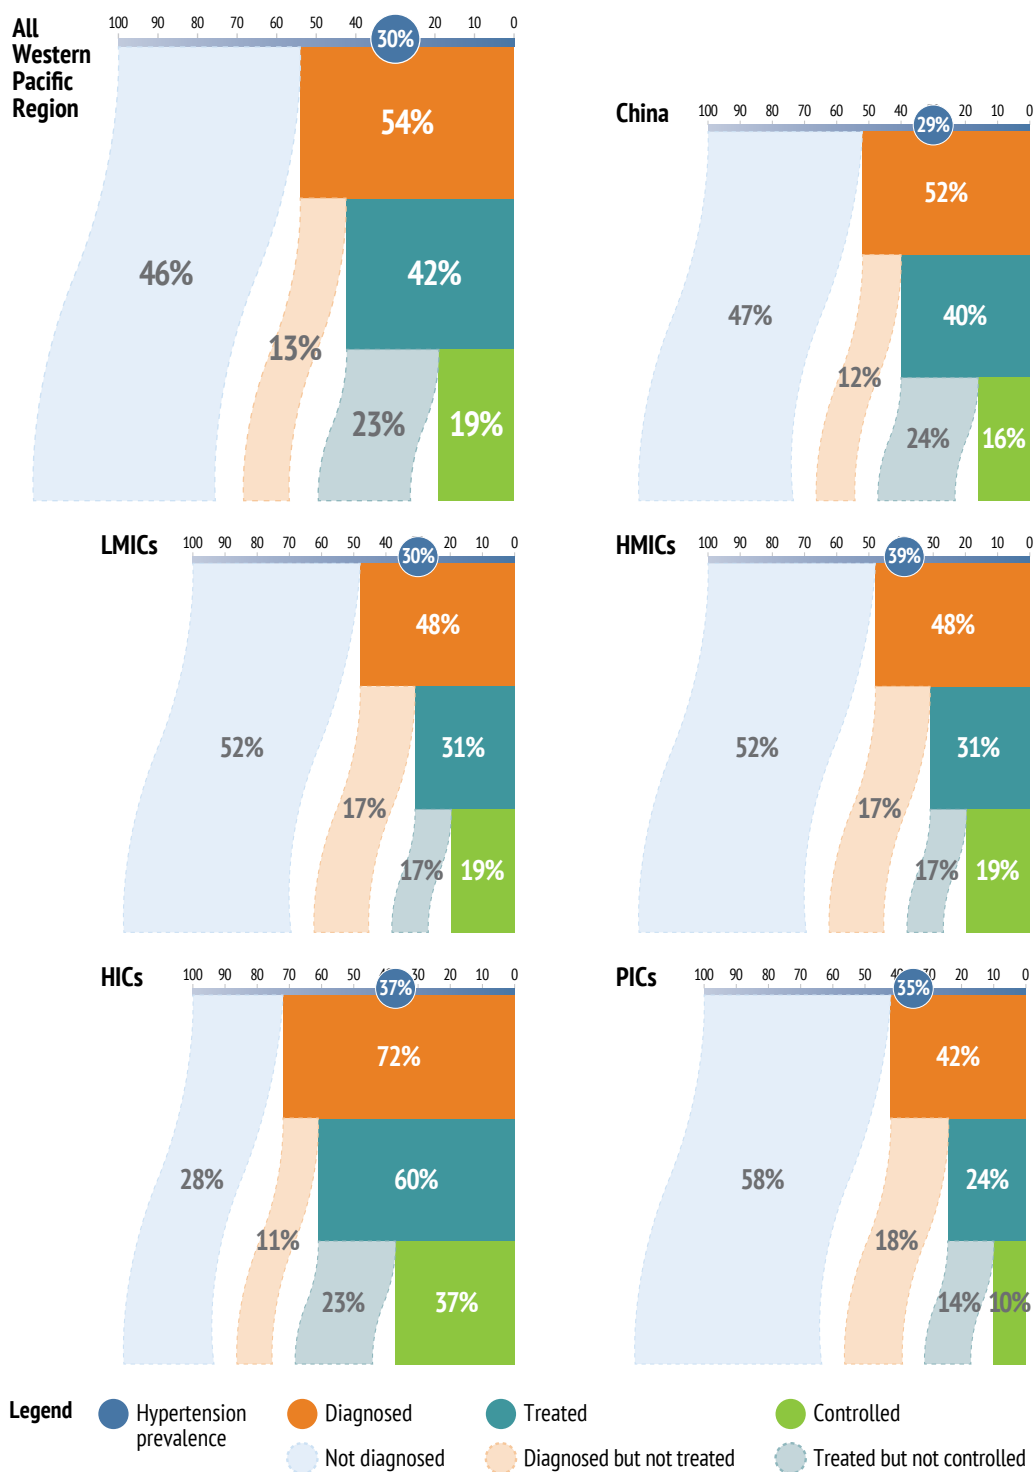 All
Western
Pacific
Region
100 90 80 70 60 50 40 20 10 0
30%
54%
46%
42%
13%
23%
19%
China
100 90 80 70 60 50 40 20 10 0
29%
52%
47%
40%
12%
24%
16%
LMICs
100 90 80 70 60 50 40 20 10 0
30%
48%
52%
31%
17%
17%
19%
HMICs
100 90 80 70 60 50 30 20 10 0
39%
48%
52%
31%
17%
17%
19%
HICs
100 90 80 70 60 50 40 30 20 10 0
37%
72%
28%
60%
11%
23%
37%
PICs
100 90 80 70 60 50 40 30 20 10 0
35%
42%
58%
24%
18%
14%
10%
Legend
Hypertension
prevalence
Diagnosed
Treated
Controlled
Not diagnosed
Diagnosed but not treated
Treated but not controlled